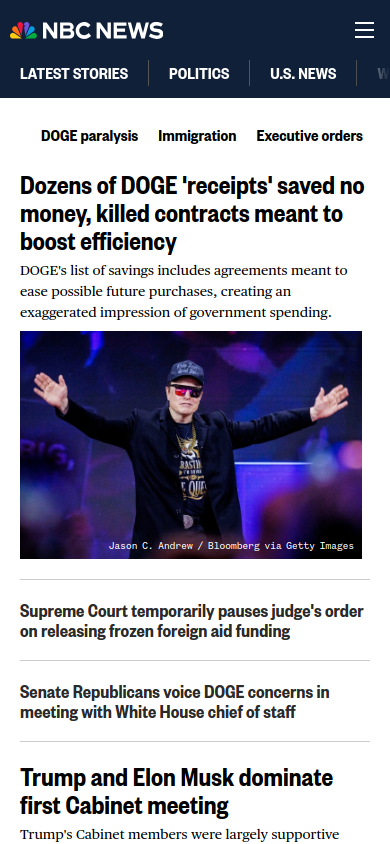 NBC NEWS
LATEST STORIES
POLITICS
U.S. NEWS
DOGE paralysis
Immigration
Executive orders
Dozens of DOGE 'receipts' saved no
money, killed contracts meant to
boost efficiency
DOGE's list of savings includes agreements meant to
ease possible future purchases, creating an
exaggerated impression of government spending.
Jason C. Andrew / Bloomberg via Getty Images
Supreme Court temporarily pauses judge's order
on releasing frozen foreign aid funding
Senate Republicans voice DOGE concerns in
meeting with White House chief of staff
Trump and Elon Musk dominate
first Cabinet meeting
Trump's Cabinet members were largely supportive